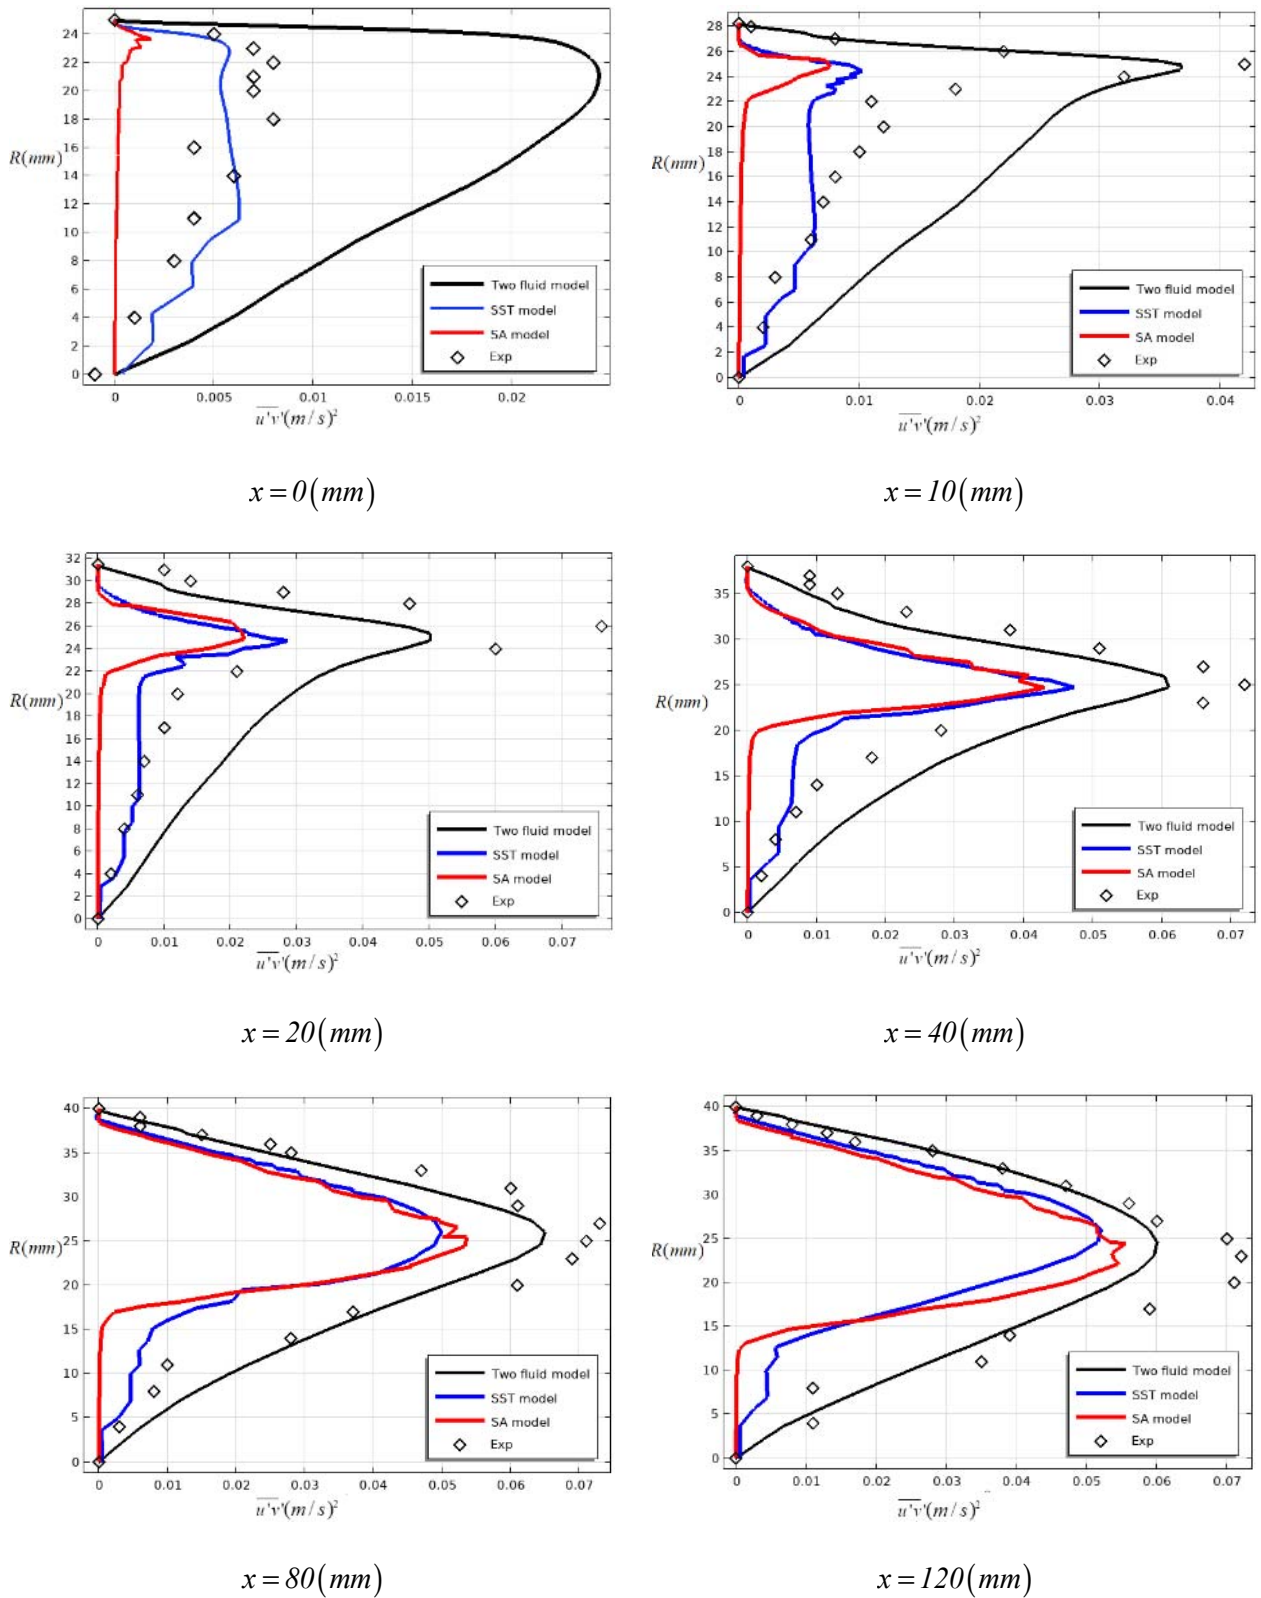 24
22
20
18
16
R(mm)
14
12
10
8
6
4
2
0
Two fluid model
SST model
SA model
Exp
0 0.005 0.01 0.015 0.02
u'v'(m/s)²
x=0(mm)
28
26
24
22
20
18
R(mm)
16
14
12
10
8
6
4
2
0
Two fluid model
SST model
SA model
Exp
0 0.01 0.02 0.03 0.04
u'v'(m/s)²
x=10(mm)
32
30
28
26
24
22
20
R(mm)
18
16
14
12
10
8
6
4
2
0
Two fluid model
SST model
SA model
Exp
0 0.01 0.02 0.03 0.04 0.05 0.06 0.07
u'v'(m/s)²
x=20(mm)
35
30
25
R(mm)
20
15
10
5
0
Two fluid model
SST model
SA model
Exp
0 0.01 0.02 0.03 0.04 0.05 0.06 0.07
u'v'(m/s)²
x=40(mm)
40
35
30
25
R(mm)
20
15
10
5
0
Two fluid model
SST model
SA model
Exp
0 0.01 0.02 0.03 0.04 0.05 0.06 0.07
u'v'(m/s)²
x=80(mm)
40
35
30
25
R(mm)
20
15
10
5
0
Two fluid model
SST model
SA model
Exp
0 0.01 0.02 0.03 0.04 0.05 0.06 0.07
u'v'(m/s)²
x=120(mm)